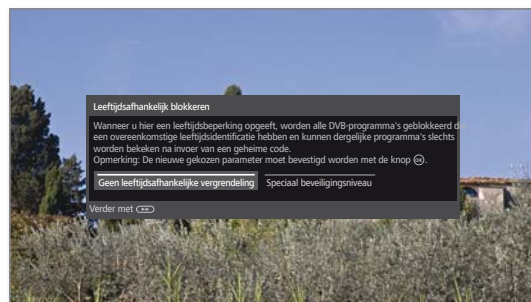 Leeftijdsafhankelijk blokkeren
Wanneer u hier een leeftijdsbeperking opgeeft, worden alle DVB-programma's geblokkeerd d
een overeenkomstige leeftijdsidentificatie hebben en kunnen dergelijke programma's slechts
worden bekeken na invoer van een geheime code.
Opmerking: De nieuwe gekozen parameter moet bevestigd worden met de knop OK.
Geen leeftijdsafhankelijke vergrendeling Speciaal beveiligingsniveau
Verder met